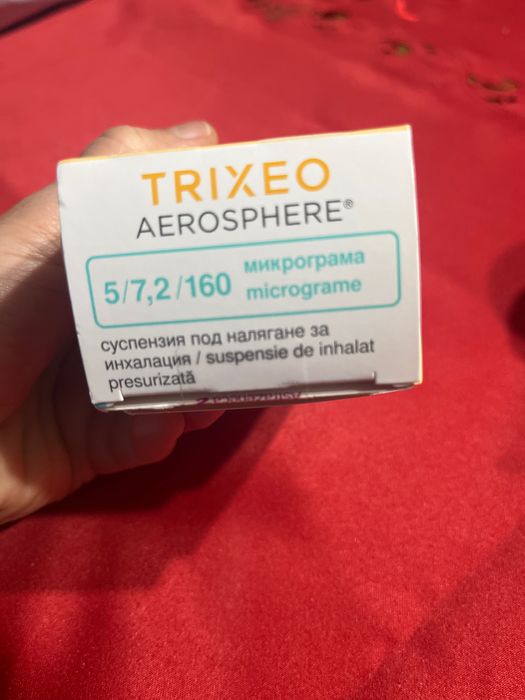 TRIXEO
AEROSPHERE®
5/7,2/160 микрограма
micrograme
суспензия под налягане за
инхалация / suspensie de inhalat
presurizată